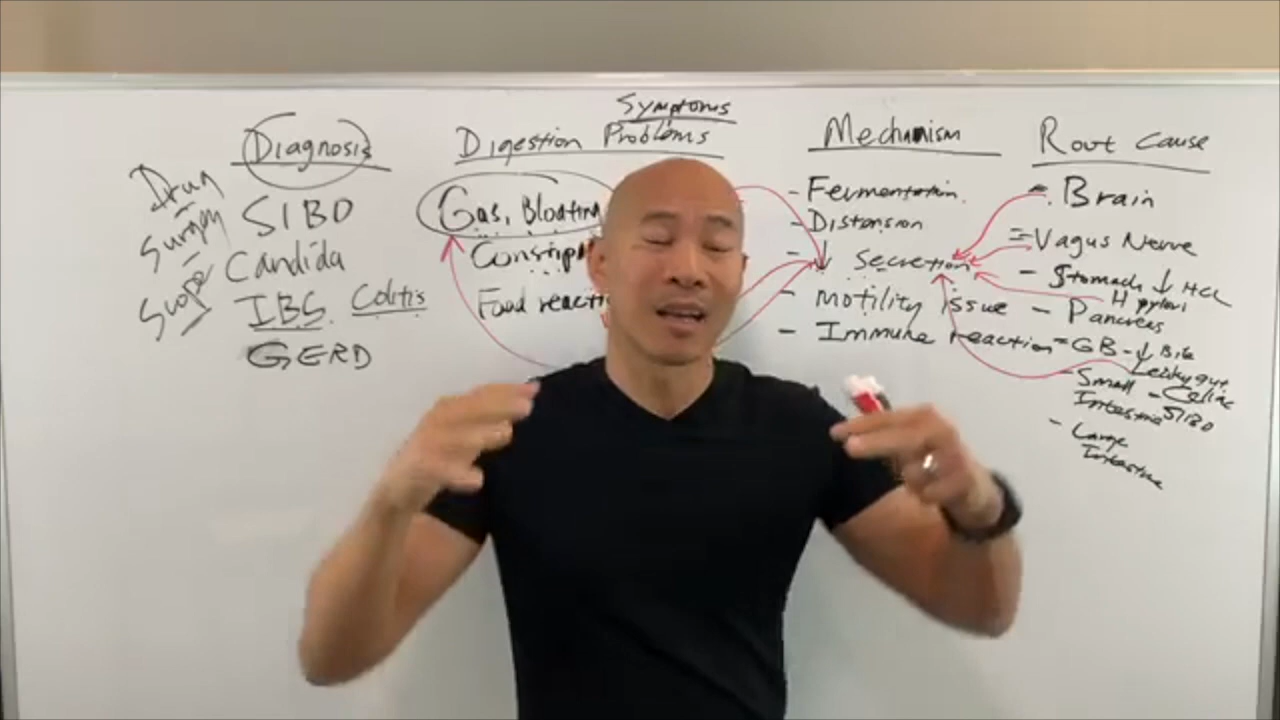 Diagnosis
Drug
Surgery
Scope
SIBO
Candida
IBS Colitis
GERD
Symptoms
Digestion Problems
Gas, Bloating
Constip
Food reacti
Mechanism
- Fermentation
- Distension
- ↓ Secretion
- Motility Issue
- Immune reaction
Root Cause
- Brain
- Vagus Nerve
- Stomach ↓ HCL
H pylori
- Pancreas
- GB - ↓ Bile
Leaky gut
- Small - Celiac
Intestine SIBO
- Large
Intestine